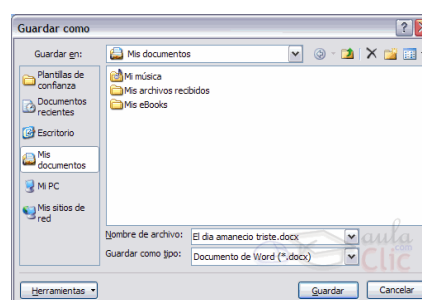 Guardar como
Guardar en:
Mis documentos
Plantillas de confianza
Documentos recientes
Escritorio
Mis documentos
Mi PC
Mis sitios de red
Mi música
Mis archivos recibidos
Mis eBooks
Nombre de archivo:
El dia amanecio triste.docx
Guardar como tipo:
Documento de Word (*.docx)
aula
.com
Clic
Herramientas
Guardar
Cancelar